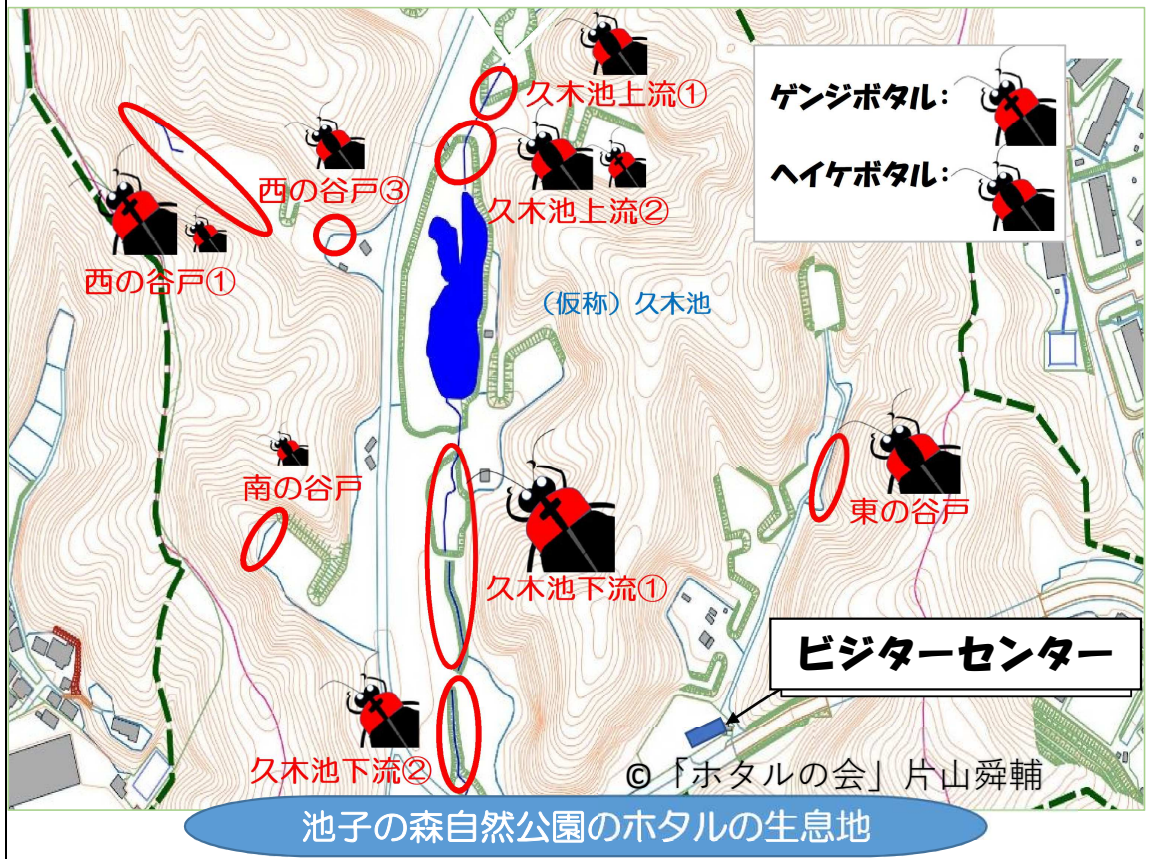 久木池上流①
ゲンジボタル:
ヘイケボタル:
西の谷戸③
久木池上流②
西の谷戸①
（仮称）久木池
南の谷戸
東の谷戸
久木池下流①
ビジターセンター
久木池下流②
©「ホタルの会」片山舜輔
池子の森自然公園のホタルの生息地